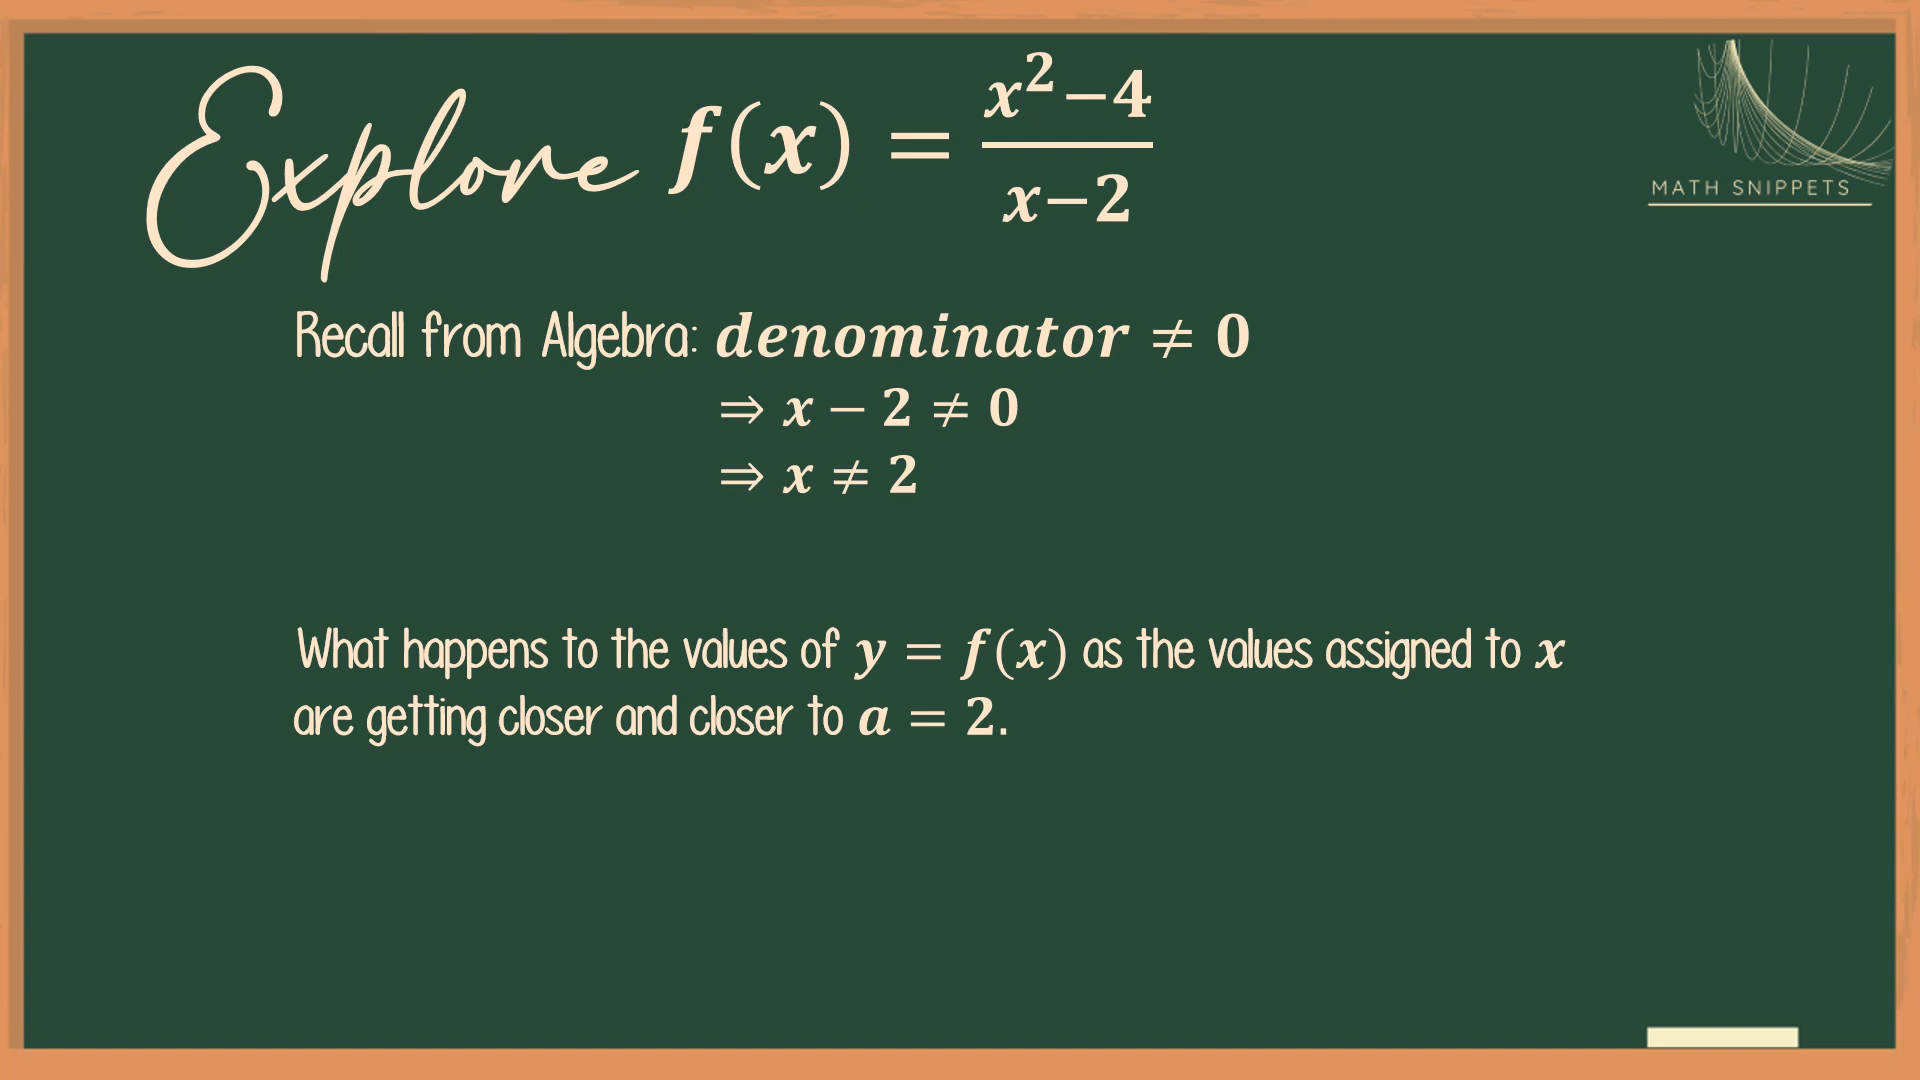 Explore f(x) = x²−4 / x−2
MATH SNIPPETS
Recall from Algebra: denominator ≠ 0
⇒ x − 2 ≠ 0
⇒ x ≠ 2
What happens to the values of y = f(x) as the values assigned to x
are getting closer and closer to a = 2.